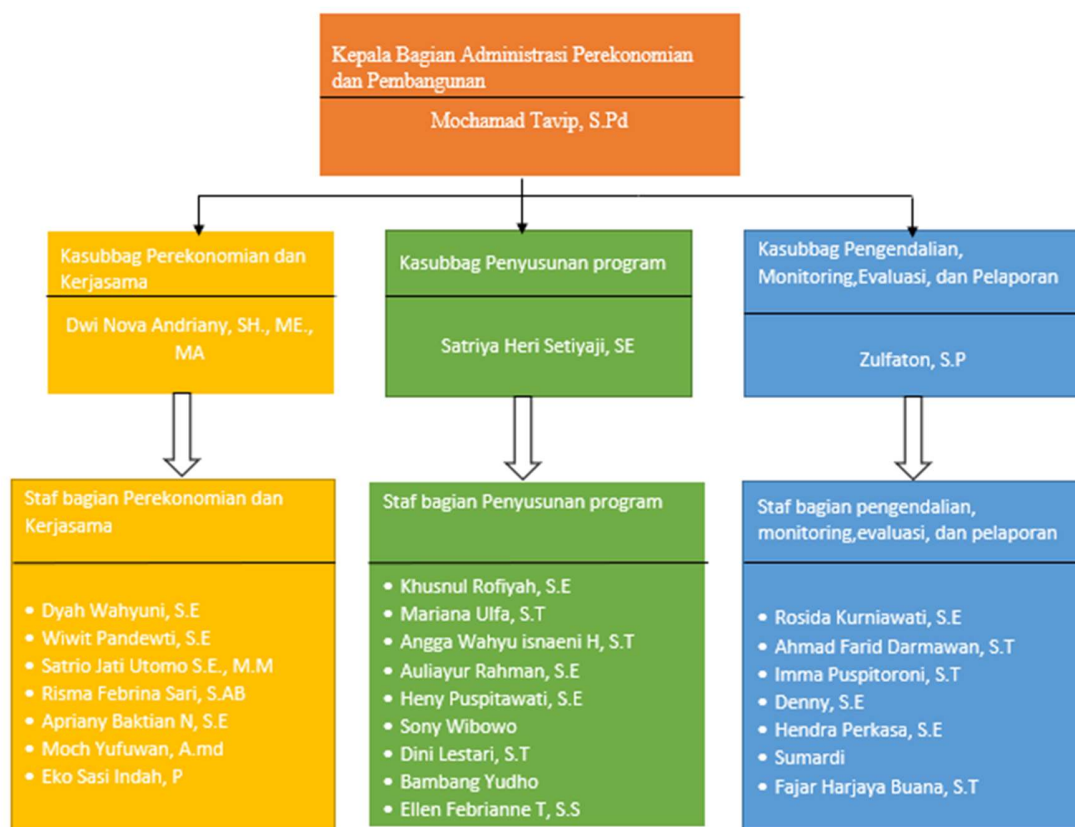 Kepala Bagian Administrasi Perekonomian
dan Pembangunan
Mochamad Tavip, S.Pd
Kasubbag Perekonomian dan
Kerjasama
Dwi Nova Andriany, SH., ME.,
MA
Kasubbag Penyusunan program
Satriya Heri Setiyaji, SE
Kasubbag Pengendalian,
Monitoring,Evaluasi, dan Pelaporan
Zulfaton, S.P
Staf bagian Perekonomian dan
Kerjasama
• Dyah Wahyuni, S.E
• Wiwit Pandewti, S.E
• Satrio Jati Utomo S.E., M.M
• Risma Febrina Sari, S.AB
• Apriany Baktian N, S.E
• Moch Yufuwan, A.md
• Eko Sasi Indah, P
Staf bagian Penyusunan program
• Khusnul Rofiyah, S.E
• Mariana Ulfa, S.T
• Angga Wahyu isnaeni H, S.T
• Auliayur Rahman, S.E
• Heny Puspitawati, S.E
• Sony Wibowo
• Dini Lestari, S.T
• Bambang Yudho
• Ellen Febrianne T, S.S
Staf bagian pengendalian,
monitoring,evaluasi, dan pelaporan
• Rosida Kurniawati, S.E
• Ahmad Farid Darmawan, S.T
• Imma Puspitoroni, S.T
• Denny, S.E
• Hendra Perkasa, S.E
• Sumardi
• Fajar Harjaya Buana, S.T